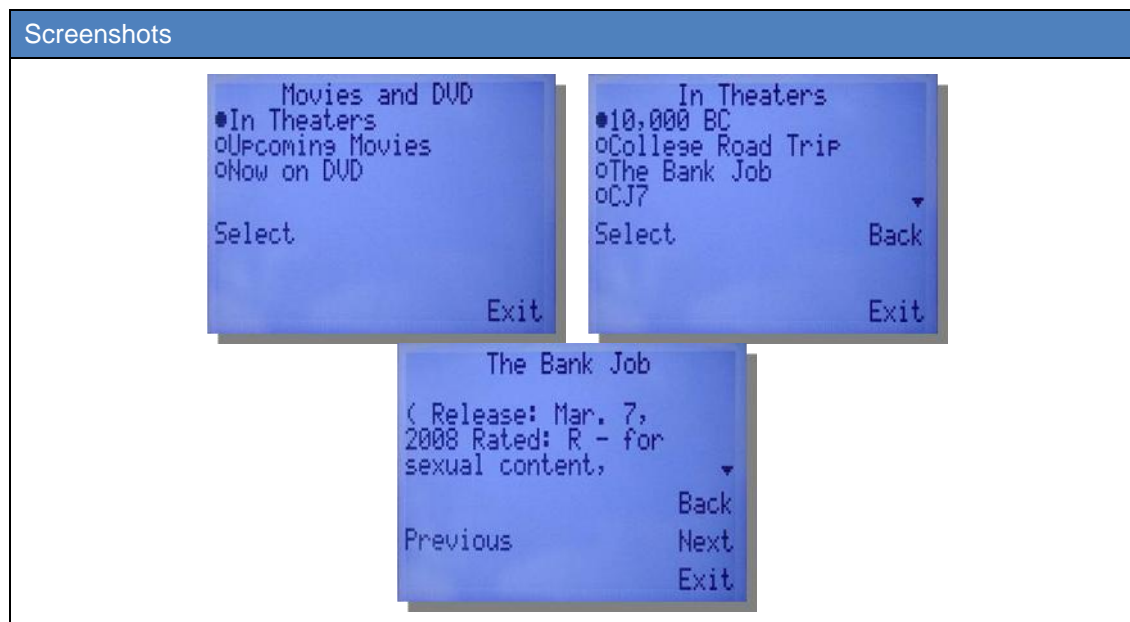 Screenshots
Movies and DVD
In Theaters
Upcoming Movies
Now on DVD
Select
Exit
In Theaters
10,000 BC
College Road Trip
The Bank Job
CJ7
Select Back
Exit
The Bank Job
( Release: Mar. 7,
2008 Rated: R - for
sexual content,
Back
Previous Next
Exit